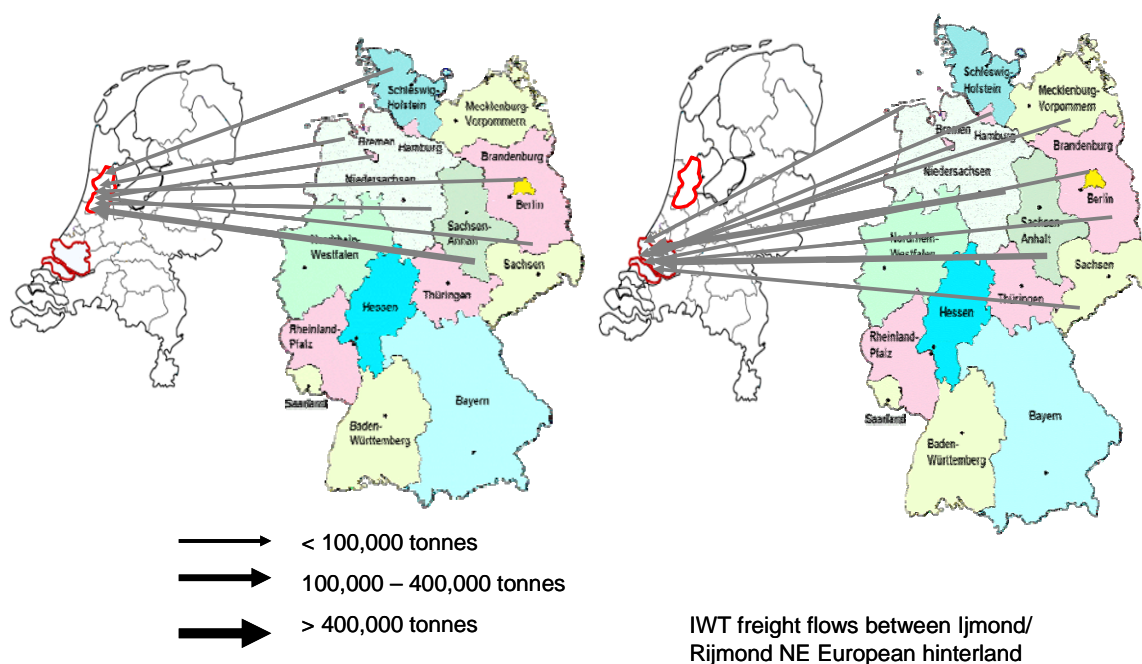 Schleswig-
Holstein
Mecklenburg-
Vorpommern
Bremen
Hamburg
Brandenburg
Niedersachsen
Berlin
Sachsen-
Anhalt
Westfalen
Sachsen
Thüringen
Hessen
Rheinland-
Pfalz
Saarland
Bayern
Baden-
Württemberg
Schleswig-
Holstein
Mecklenburg-
Vorpommern
Bremen
Hamburg
Brandenburg
Niedersachsen
Berlin
Sachsen-
Anhalt
Nordrhein-
Westfalen
Sachsen
Thüringen
Hessen
Rheinland-
Pfalz
Saarland
Bayern
Baden-
Württemberg
< 100,000 tonnes
100,000 – 400,000 tonnes
> 400,000 tonnes
IWT freight flows between Ijmond/
Rijmond NE European hinterland